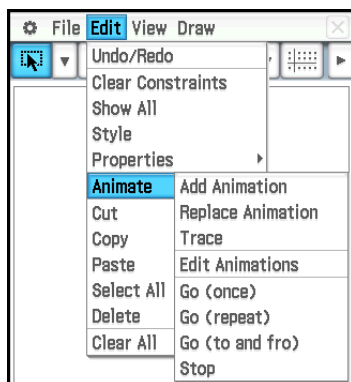 File Edit View Draw
Undo/Redo
Clear Constraints
Show All
Style
Properties
Animate
Cut
Copy
Paste
Select All
Delete
Clear All
Add Animation
Replace Animation
Trace
Edit Animations
Go (once)
Go (repeat)
Go (to and fro)
Stop